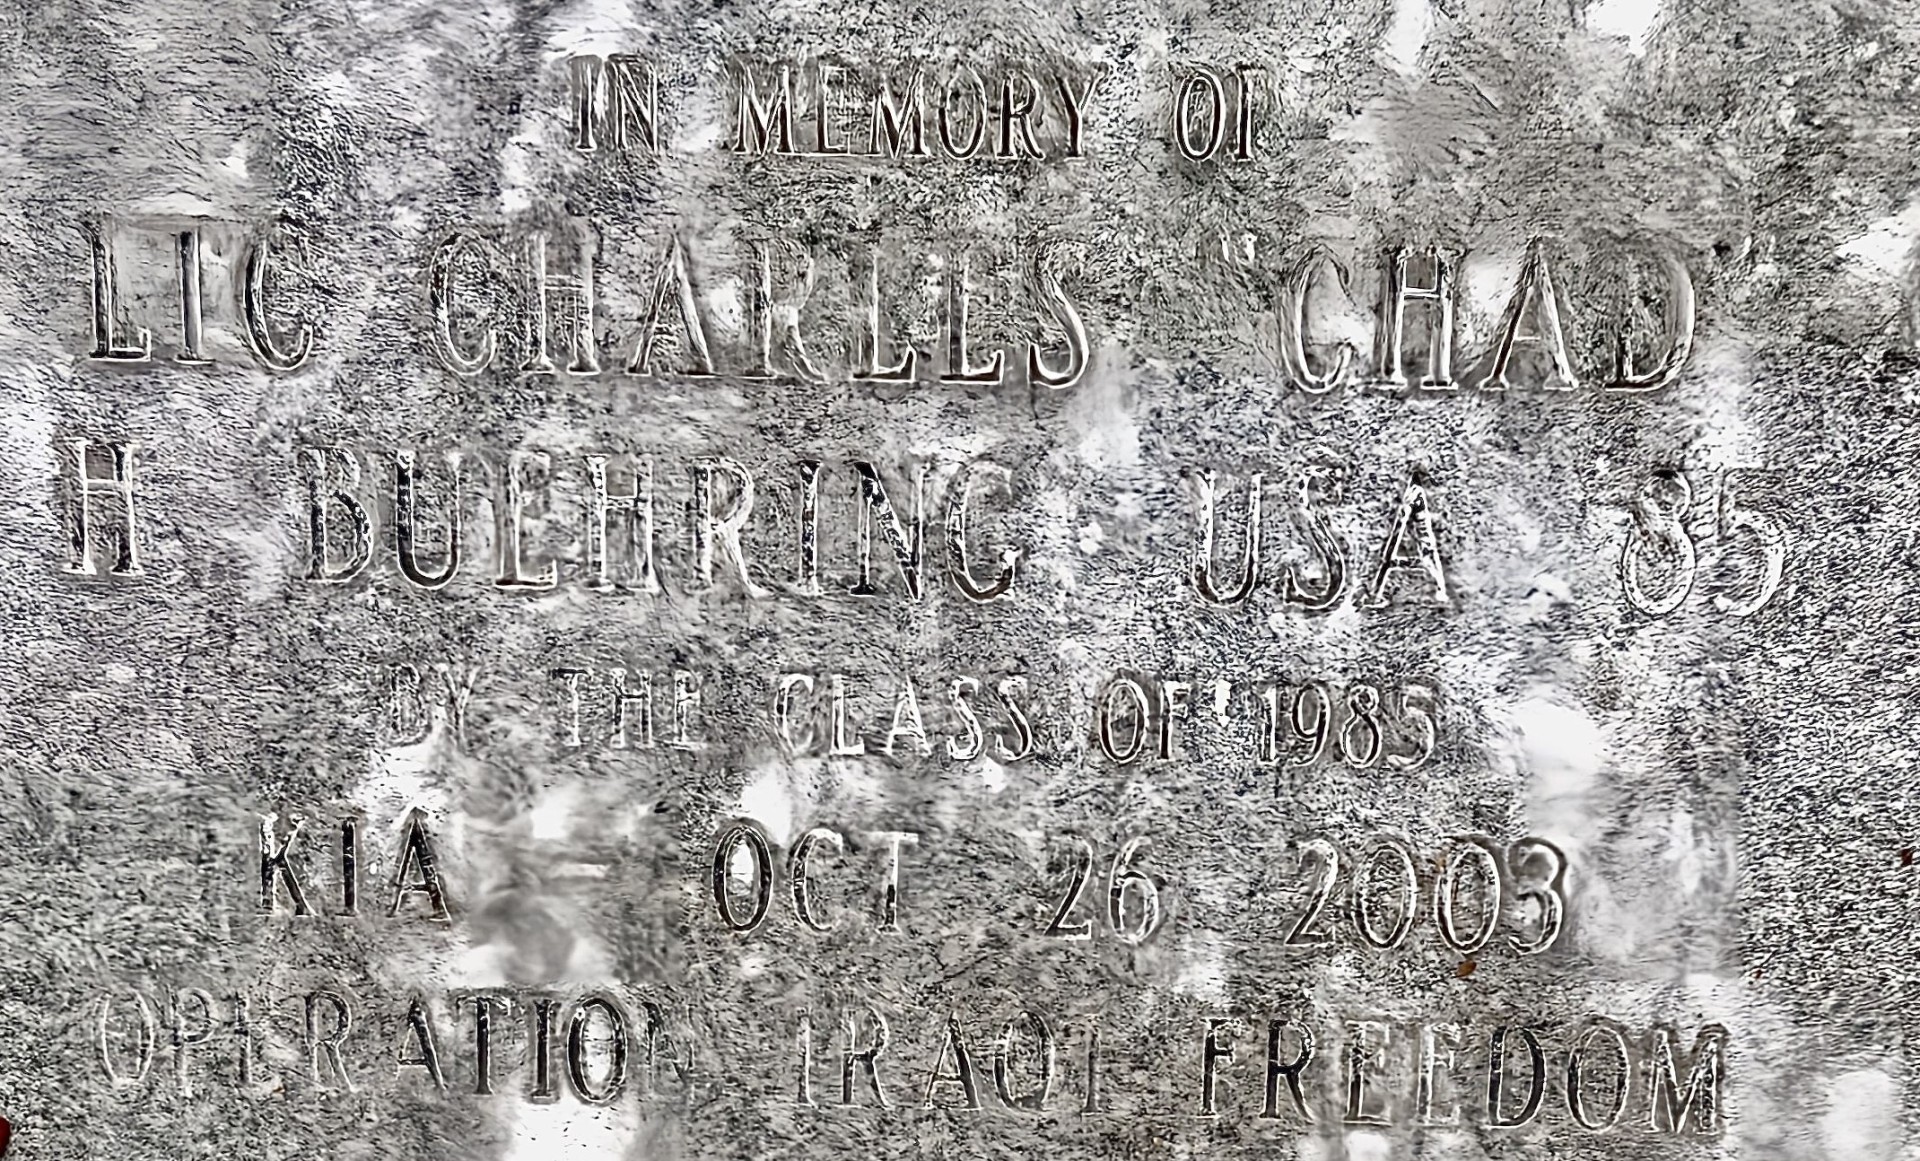 IN MEMORY OF
LTC CHARLES "CHAD"
H BUEHRING USA '85
BY THE CLASS OF 1985
KIA - OCT 26 2003
OPERATION IRAQI FREEDOM